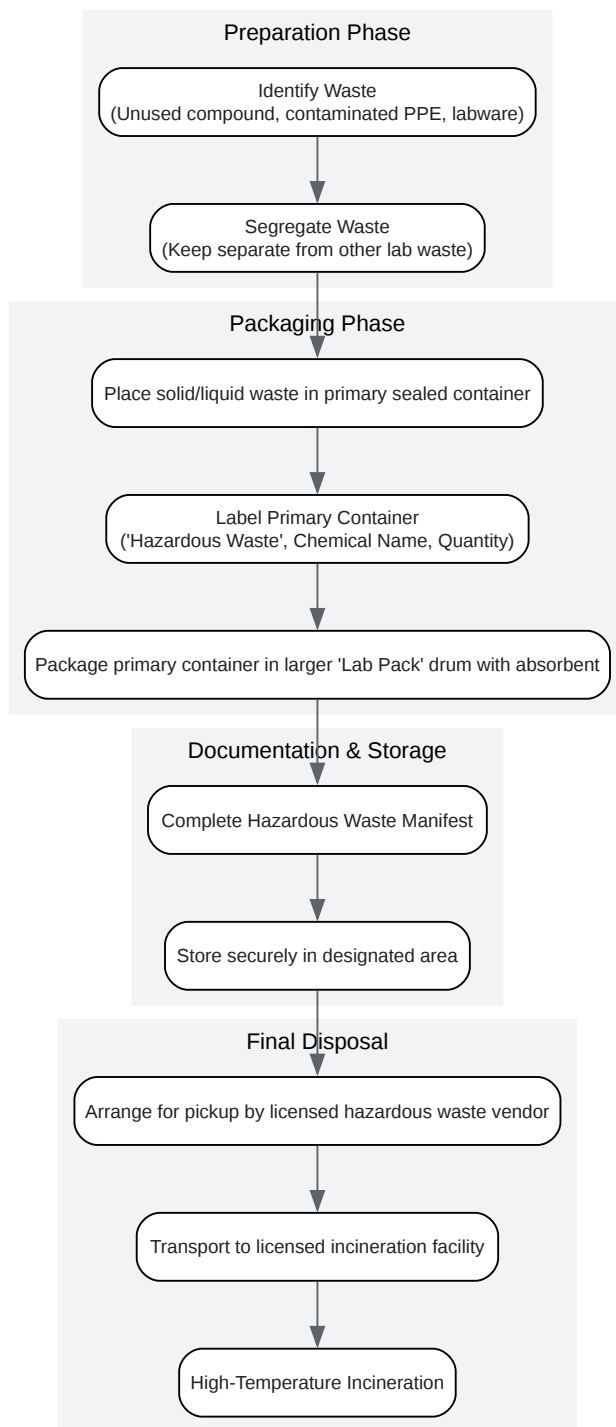 Preparation Phase
Identify Waste
(Unused compound, contaminated PPE, labware)
Segregate Waste
(Keep separate from other lab waste)
Packaging Phase
Place solid/liquid waste in primary sealed container
Label Primary Container
('Hazardous Waste', Chemical Name, Quantity)
Package primary container in larger 'Lab Pack' drum with absorbent
Documentation & Storage
Complete Hazardous Waste Manifest
Store securely in designated area
Final Disposal
Arrange for pickup by licensed hazardous waste vendor
Transport to licensed incineration facility
High-Temperature Incineration